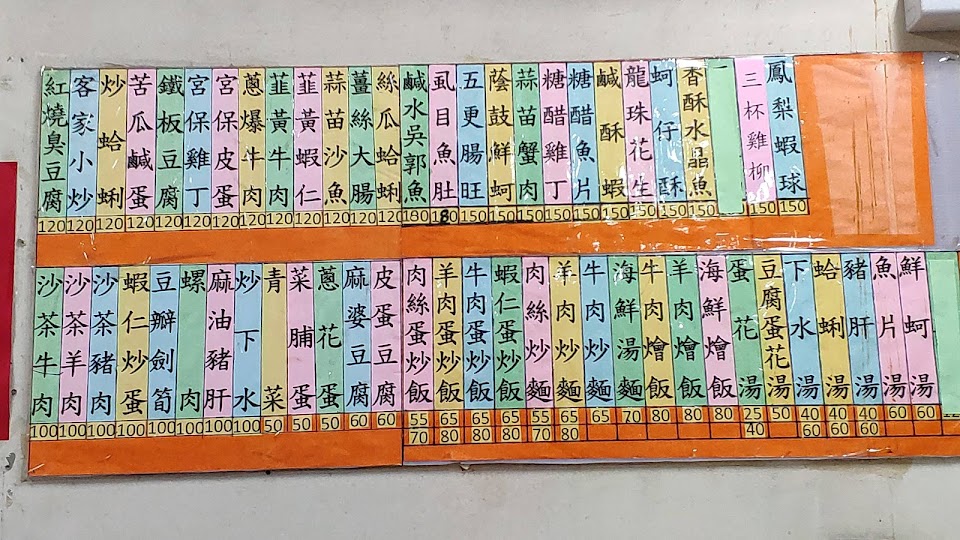 紅燒臭豆腐 120
客家小炒 120
炒蛤蜊 120
苦瓜鹹蛋 120
鐵板豆腐 120
宮保雞丁 120
宮保皮蛋 120
蔥爆牛肉 120
韮黃牛肉 120
韮黃蝦仁 120
蒜苗沙魚 120
薑絲大腸 120
絲瓜蛤蜊 120
鹹水吳郭魚 180
虱目魚肚 180
五更腸旺 150
蔭鼓鮮蚵 150
蒜苗蟹肉 150
糖醋雞丁 150
糖醋魚片 150
鹹酥蝦 150
龍珠花生 150
蚵仔酥 150
香酥水晶魚 150
三杯雞柳 150
鳳梨蝦球 150
沙茶牛肉 100
沙茶羊肉 100
沙茶豬肉 100
蝦仁炒蛋 100
豆瓣劍筍 100
螺肉 100
麻油豬肝 100
炒下水 100
青菜 50
菜脯蛋 50
蔥花蛋 50
麻婆豆腐 60
皮蛋豆腐 60
肉絲蛋炒飯 55 70
羊肉蛋炒飯 65 80
牛肉蛋炒飯 65 80
蝦仁蛋炒飯 65 80
肉絲炒麵 55 70
羊肉炒麵 65 80
牛肉炒麵 65
海鮮湯麵 70
牛肉燴飯 80
羊肉燴飯 80
海鮮燴飯 80
蛋花湯 25 40
豆腐蛋花湯 50
下水湯 40 60
蛤蜊湯 40 60
豬肝湯 40 60
魚片湯 60
鮮蚵湯 60